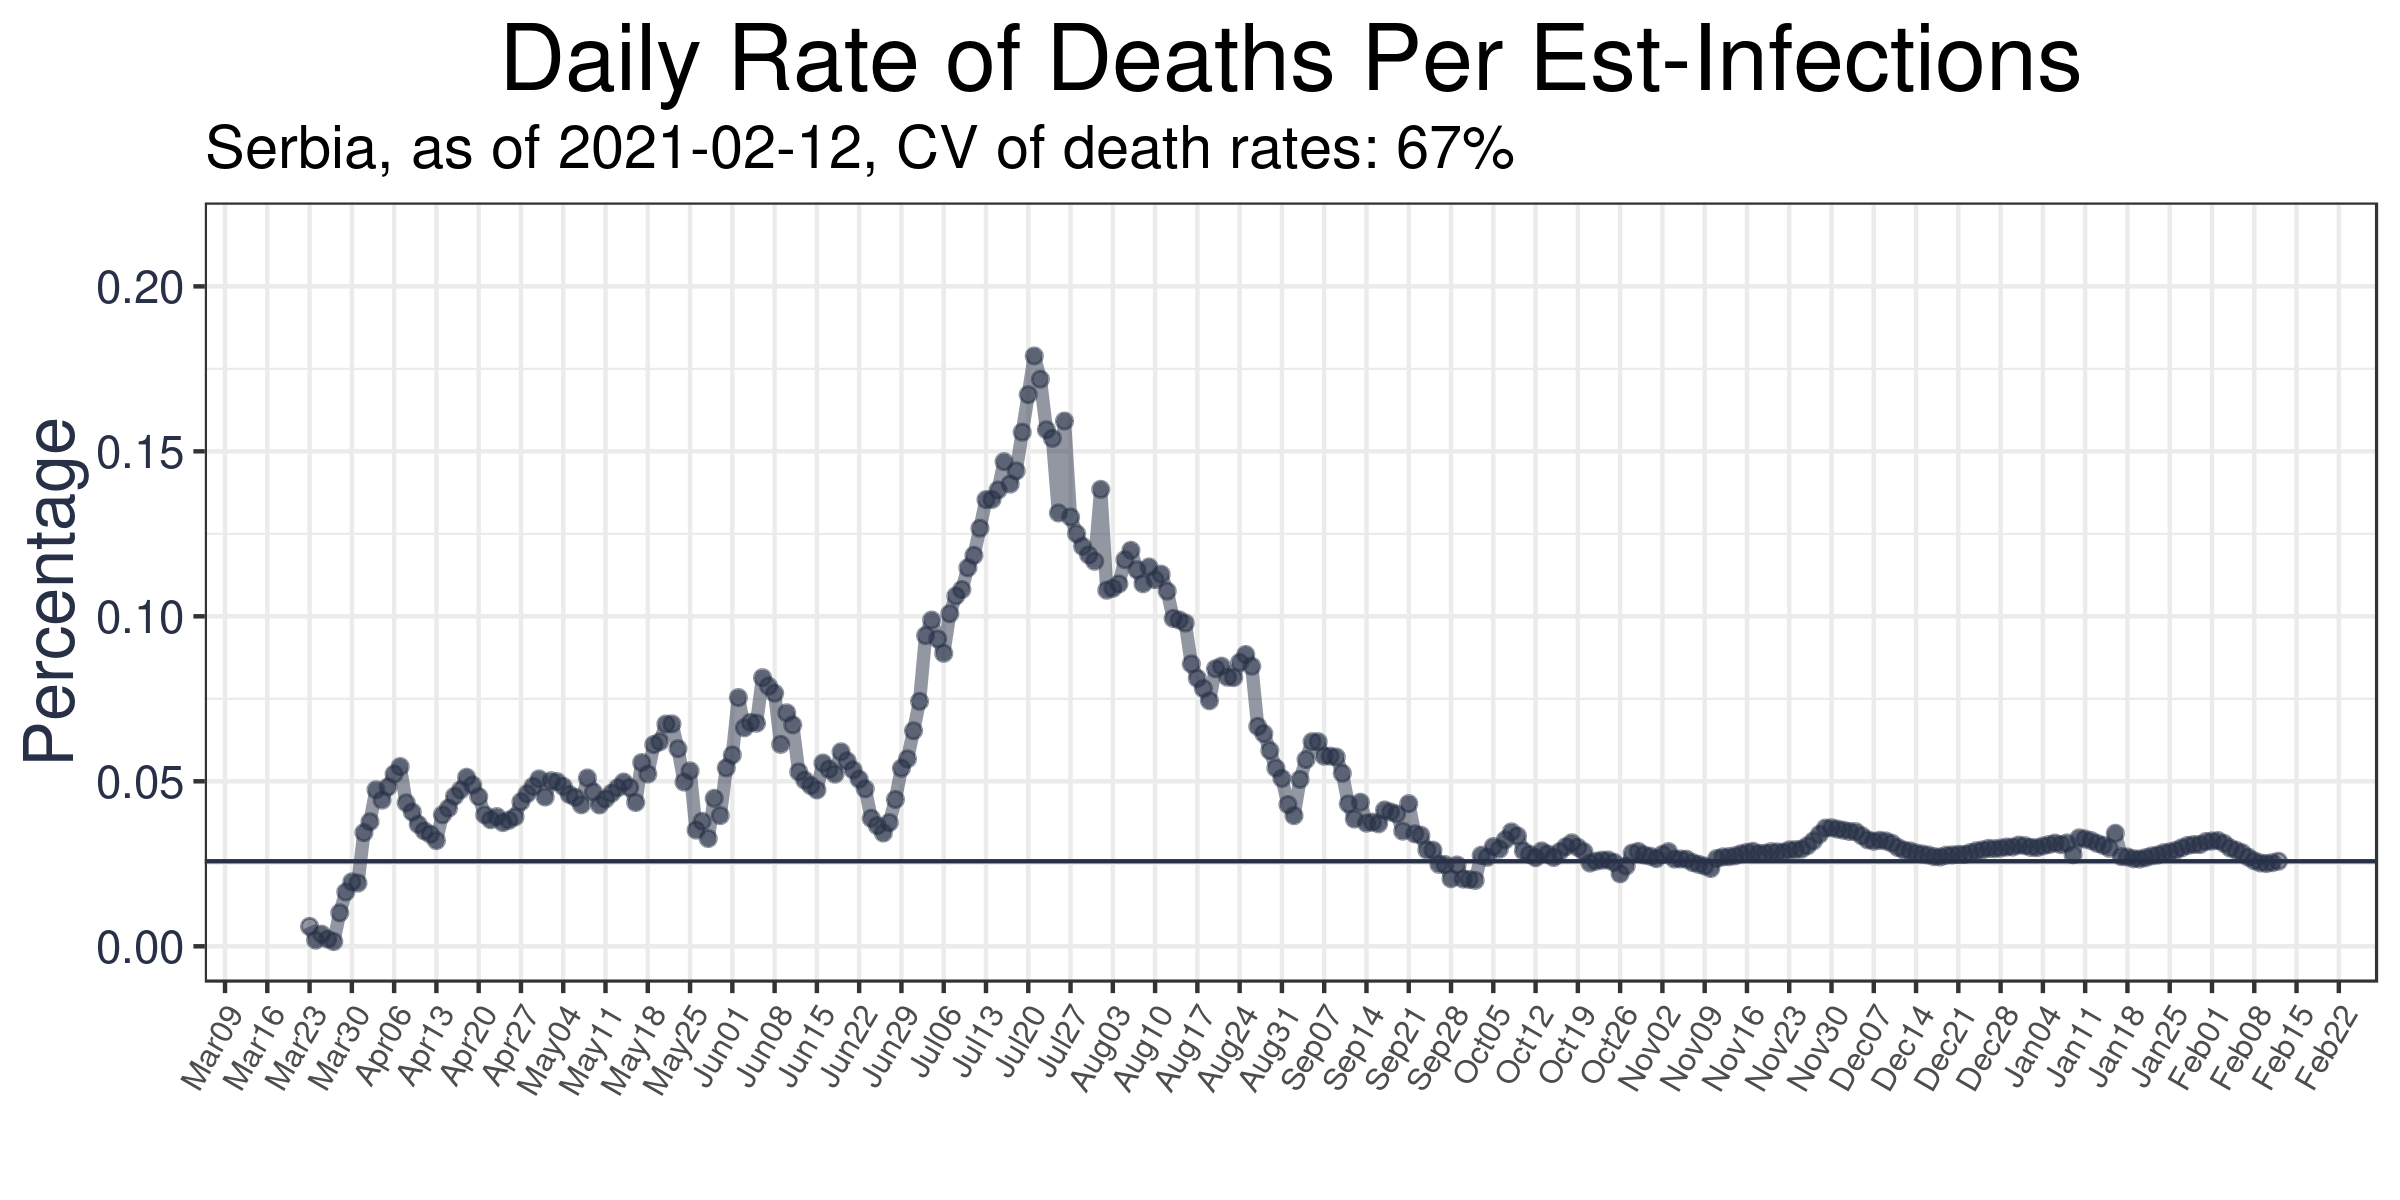 Daily Rate of Deaths Per Est-Infections
Serbia, as of 2021-02-12, CV of death rates: 67%
Percentage
0.20
0.15
0.10
0.05
0.00
Mar09
Mar16
Mar23
Mar30
Apr06
Apr13
Apr20
Apr27
May04
May11
May18
May25
Jun01
Jun08
Jun15
Jun22
Jun29
Jul06
Jul13
Jul20
Jul27
Aug03
Aug10
Aug17
Aug24
Aug31
Sep07
Sep14
Sep21
Sep28
Oct05
Oct12
Oct19
Oct26
Nov02
Nov09
Nov16
Nov23
Nov30
Dec07
Dec14
Dec21
Dec28
Jan04
Jan11
Jan18
Jan25
Feb01
Feb08
Feb15
Feb22